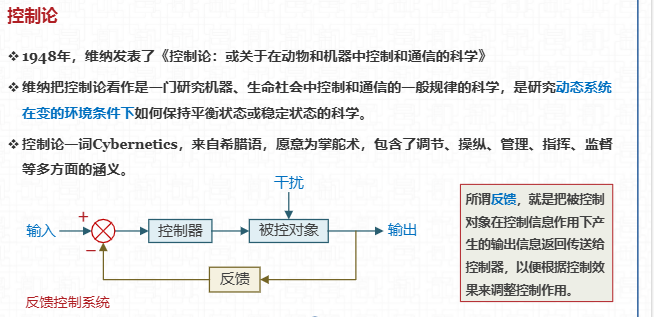 控制论
❖1948年，维纳发表了《控制论：或关于在动物和机器中控制和通信的科学》
❖维纳把控制论看作是一门研究机器、生命社会中控制和通信的一般规律的科学，是研究动态系统
在变的环境条件下如何保持平衡状态或稳定状态的科学。
❖控制论一词Cybernetics，来自希腊语，愿意为掌舵术，包含了调节、操纵、管理、指挥、监督
等多方面的涵义。
干扰
输入
+
−
控制器
被控对象
输出
反馈
反馈控制系统
所谓反馈，就是把被控制
对象在控制信息作用下产
生的输出信息返回传送给
控制器，以便根据控制效
果来调整控制作用。